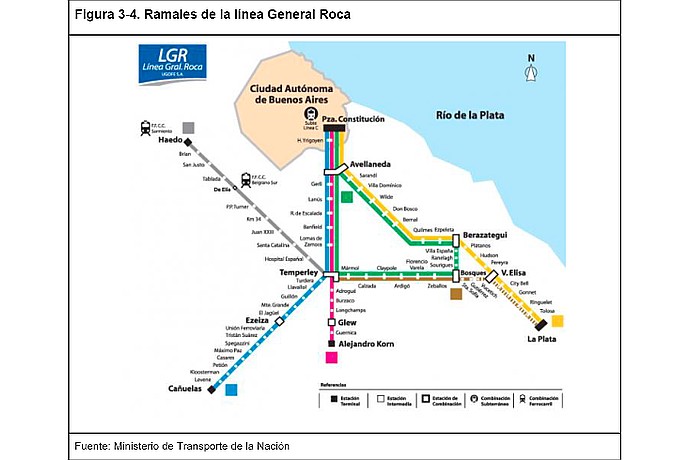 Figura 3-4. Ramales de la línea General Roca
LGR
Línea Gral. Roca
UGOFE S.A.
Ciudad Autónoma
de Buenos Aires
Subte
Línea C
Pza. Constitución
N
Río de la Plata
F.F.C.C.
Sarmiento
Haedo
H. Yrigoyen
Brian
San Justo
Tablada
De Elía
F.F.C.C.
Belgrano Sur
P.P. Turner
Km 34
Juan XXIII
Santa Catalina
Hospital Español
Avellaneda
Sarandí
Villa Domínico
Wilde
Don Bosco
Bernal
Quilmes
Ezpeleta
Gerli
Lanús
R. de Escalada
Banfield
Lomas de
Zamora
Berazategui
Villa España
Ranelagh
Sourigues
Plátanos
Hudson
Pereyra
Temperley
Mármol
Claypole
Florencio
Varela
Bosques
V. Elisa
Calzada
Ardigó
Zeballos
Sta. Sofía
Gutiérrez
Vucetich
City Bell
Gonnet
Ringuelet
Tolosa
La Plata
Turdera
Llavallol
Guillón
Mte. Grande
El Jagüel
Ezeiza
Unión Ferroviaria
Tristán Suárez
Spegazzini
Máximo Paz
Casares
Petión
Kloosterman
Levene
Cañuelas
Adrogué
Burzaco
Longchamps
Glew
Guernica
Alejandro Korn
Referencias
Estación
Terminal
Estación
Intermedia
Estación de
Combinación
Combinación
Subterráneo
Combinación
Ferrocarril
Fuente: Ministerio de Transporte de la Nación